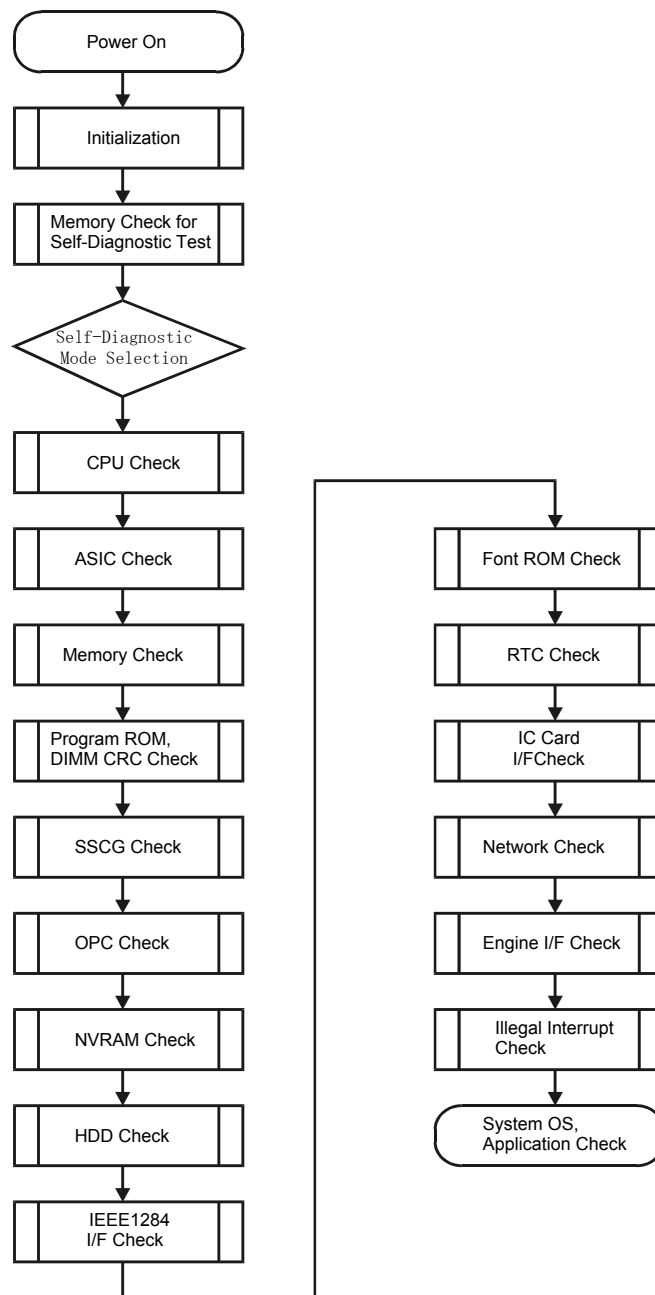 Power On
Initialization
Memory Check for
Self-Diagnostic Test
Self-Diagnostic
Mode Selection
CPU Check
ASIC Check
Memory Check
Program ROM,
DIMM CRC Check
SSCG Check
OPC Check
NVRAM Check
HDD Check
IEEE1284
I/F Check
Font ROM Check
RTC Check
IC Card
I/FCheck
Network Check
Engine I/F Check
Illegal Interrupt
Check
System OS,
Application Check